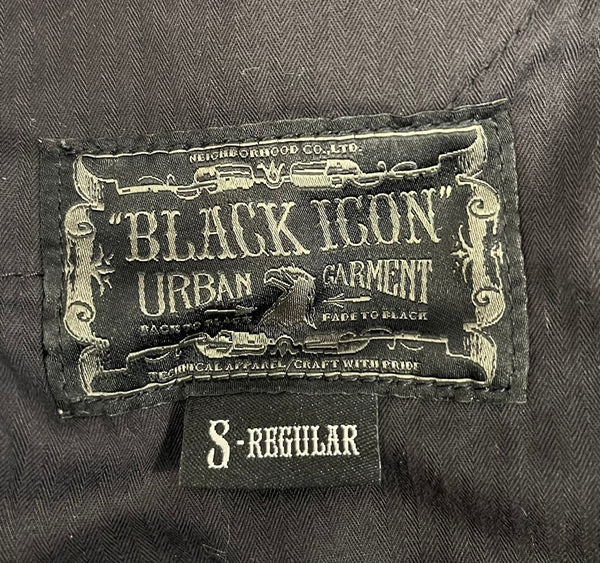 NEIGHBORHOOD CO., LTD.
"BLACK ICON"
URBAN GARMENT
BACK TO BLACK FADE TO BLACK
TECHNICAL APPAREL/CRAFT WITH PRIDE
S-REGULAR